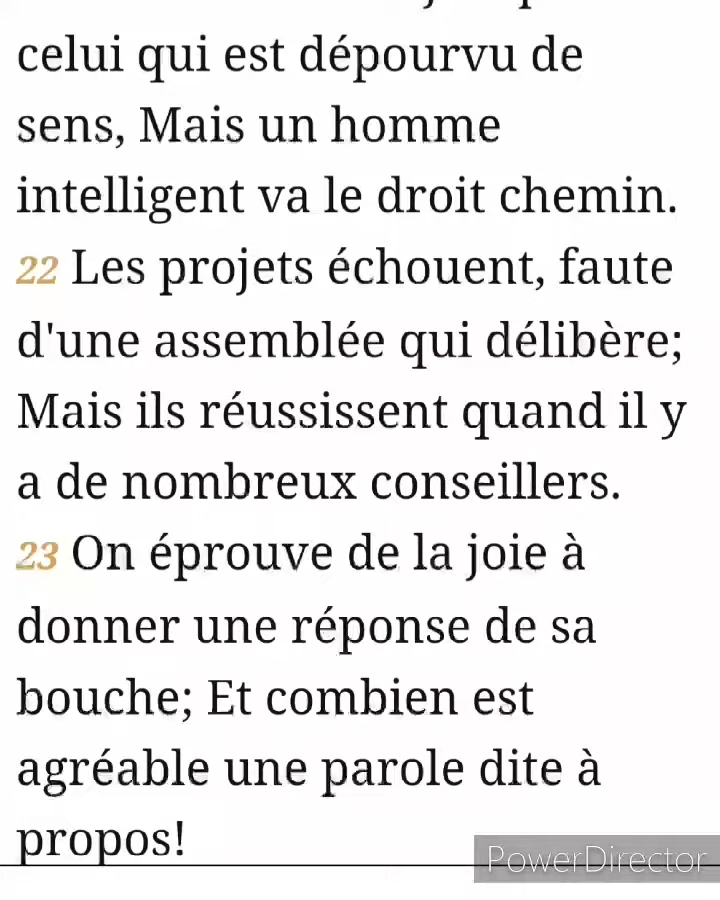 celui qui est dépourvu de
sens, Mais un homme
intelligent va le droit chemin.
22 Les projets échouent, faute
d'une assemblée qui délibère;
Mais ils réussissent quand il y
a de nombreux conseillers.
23 On éprouve de la joie à
donner une réponse de sa
bouche; Et combien est
agréable une parole dite à
propos!
PowerDirector